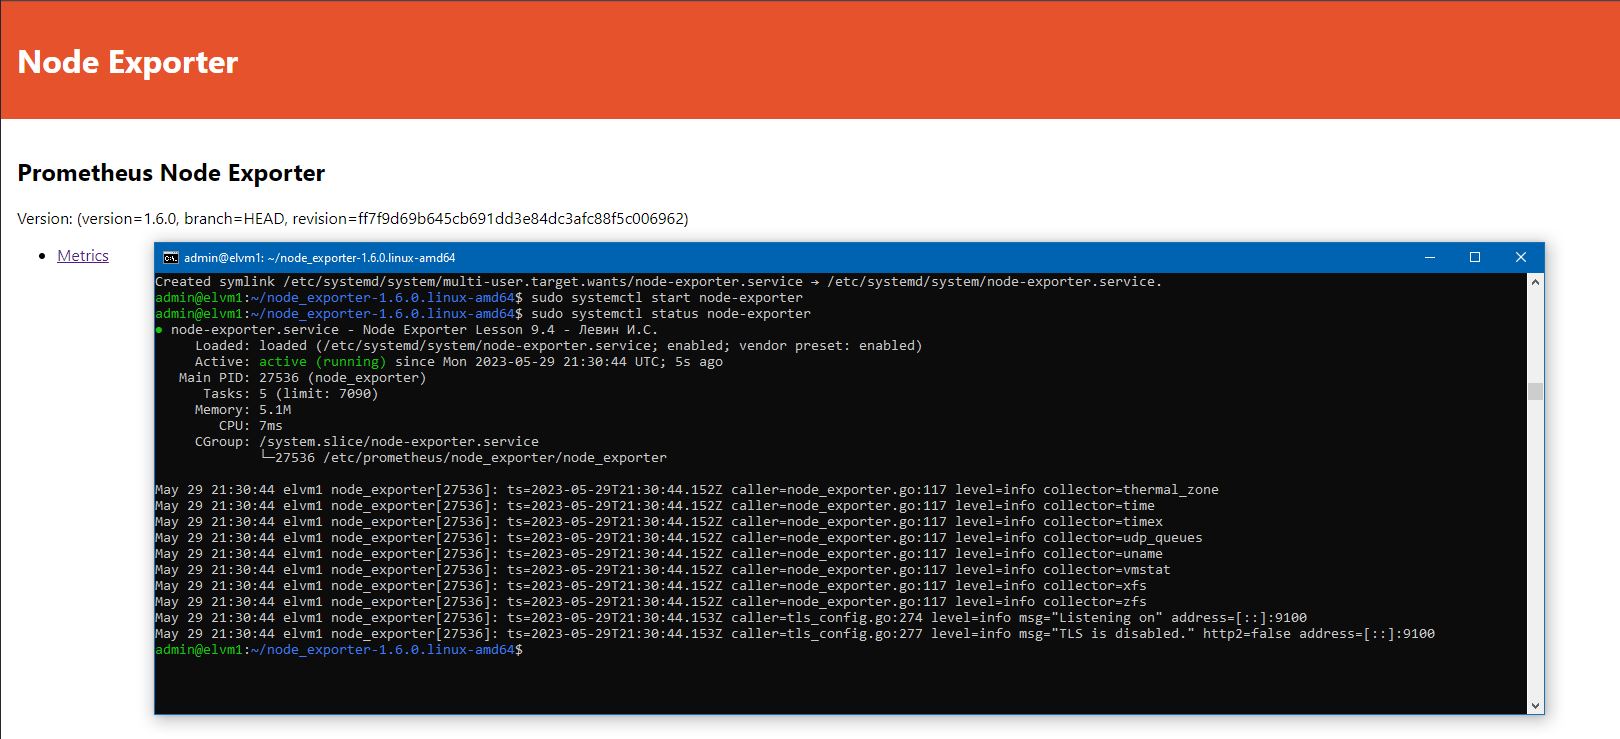 Node Exporter
Prometheus Node Exporter
Version: (version=1.6.0, branch=HEAD, revision=ff7f9d69b645cb691dd3e84dc3afc88f5c006962)
Metrics
admin@elvm1: ~/node_exporter-1.6.0.linux-amd64
Created symlink /etc/systemd/system/multi-user.target.wants/node-exporter.service → /etc/systemd/system/node-exporter.service.
admin@elvm1:~/node_exporter-1.6.0.linux-amd64$ sudo systemctl start node-exporter
admin@elvm1:~/node_exporter-1.6.0.linux-amd64$ sudo systemctl status node-exporter
● node-exporter.service - Node Exporter Lesson 9.4 - Левин И.С.
Loaded: loaded (/etc/systemd/system/node-exporter.service; enabled; vendor preset: enabled)
Active: active (running) since Mon 2023-05-29 21:30:44 UTC; 5s ago
Main PID: 27536 (node_exporter)
Tasks: 5 (limit: 7090)
Memory: 5.1M
CPU: 7ms
CGroup: /system.slice/node-exporter.service
└─27536 /etc/prometheus/node_exporter/node_exporter
May 29 21:30:44 elvm1 node_exporter[27536]: ts=2023-05-29T21:30:44.152Z caller=node_exporter.go:117 level=info collector=thermal_zone
May 29 21:30:44 elvm1 node_exporter[27536]: ts=2023-05-29T21:30:44.152Z caller=node_exporter.go:117 level=info collector=time
May 29 21:30:44 elvm1 node_exporter[27536]: ts=2023-05-29T21:30:44.152Z caller=node_exporter.go:117 level=info collector=timex
May 29 21:30:44 elvm1 node_exporter[27536]: ts=2023-05-29T21:30:44.152Z caller=node_exporter.go:117 level=info collector=udp_queues
May 29 21:30:44 elvm1 node_exporter[27536]: ts=2023-05-29T21:30:44.152Z caller=node_exporter.go:117 level=info collector=uname
May 29 21:30:44 elvm1 node_exporter[27536]: ts=2023-05-29T21:30:44.152Z caller=node_exporter.go:117 level=info collector=vmstat
May 29 21:30:44 elvm1 node_exporter[27536]: ts=2023-05-29T21:30:44.152Z caller=node_exporter.go:117 level=info collector=xfs
May 29 21:30:44 elvm1 node_exporter[27536]: ts=2023-05-29T21:30:44.152Z caller=node_exporter.go:117 level=info collector=zfs
May 29 21:30:44 elvm1 node_exporter[27536]: ts=2023-05-29T21:30:44.153Z caller=tls_config.go:274 level=info msg="Listening on" address=[::]:9100
May 29 21:30:44 elvm1 node_exporter[27536]: ts=2023-05-29T21:30:44.153Z caller=tls_config.go:277 level=info msg="TLS is disabled." http2=false address=[::]:9100
admin@elvm1:~/node_exporter-1.6.0.linux-amd64$